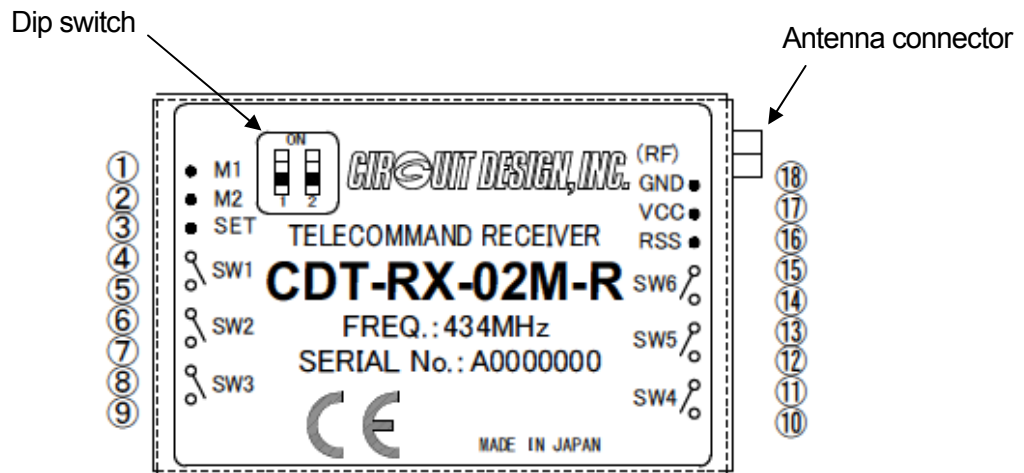 Dip switch
Antenna connector
ON
1 2
CIRCUIT DESIGN, INC.
(RF)
① M1
② M2
③ SET
④
⑤
SW1
⑥
⑦
SW2
⑧
⑨
SW3
TELECOMMAND RECEIVER
CDT-RX-02M-R
FREQ.:434MHz
SERIAL No.: A0000000
CE
MADE IN JAPAN
GND ⑱
VCC ⑰
RSS ⑯
SW6
⑮
⑭
SW5
⑬
⑫
SW4
⑪
⑩